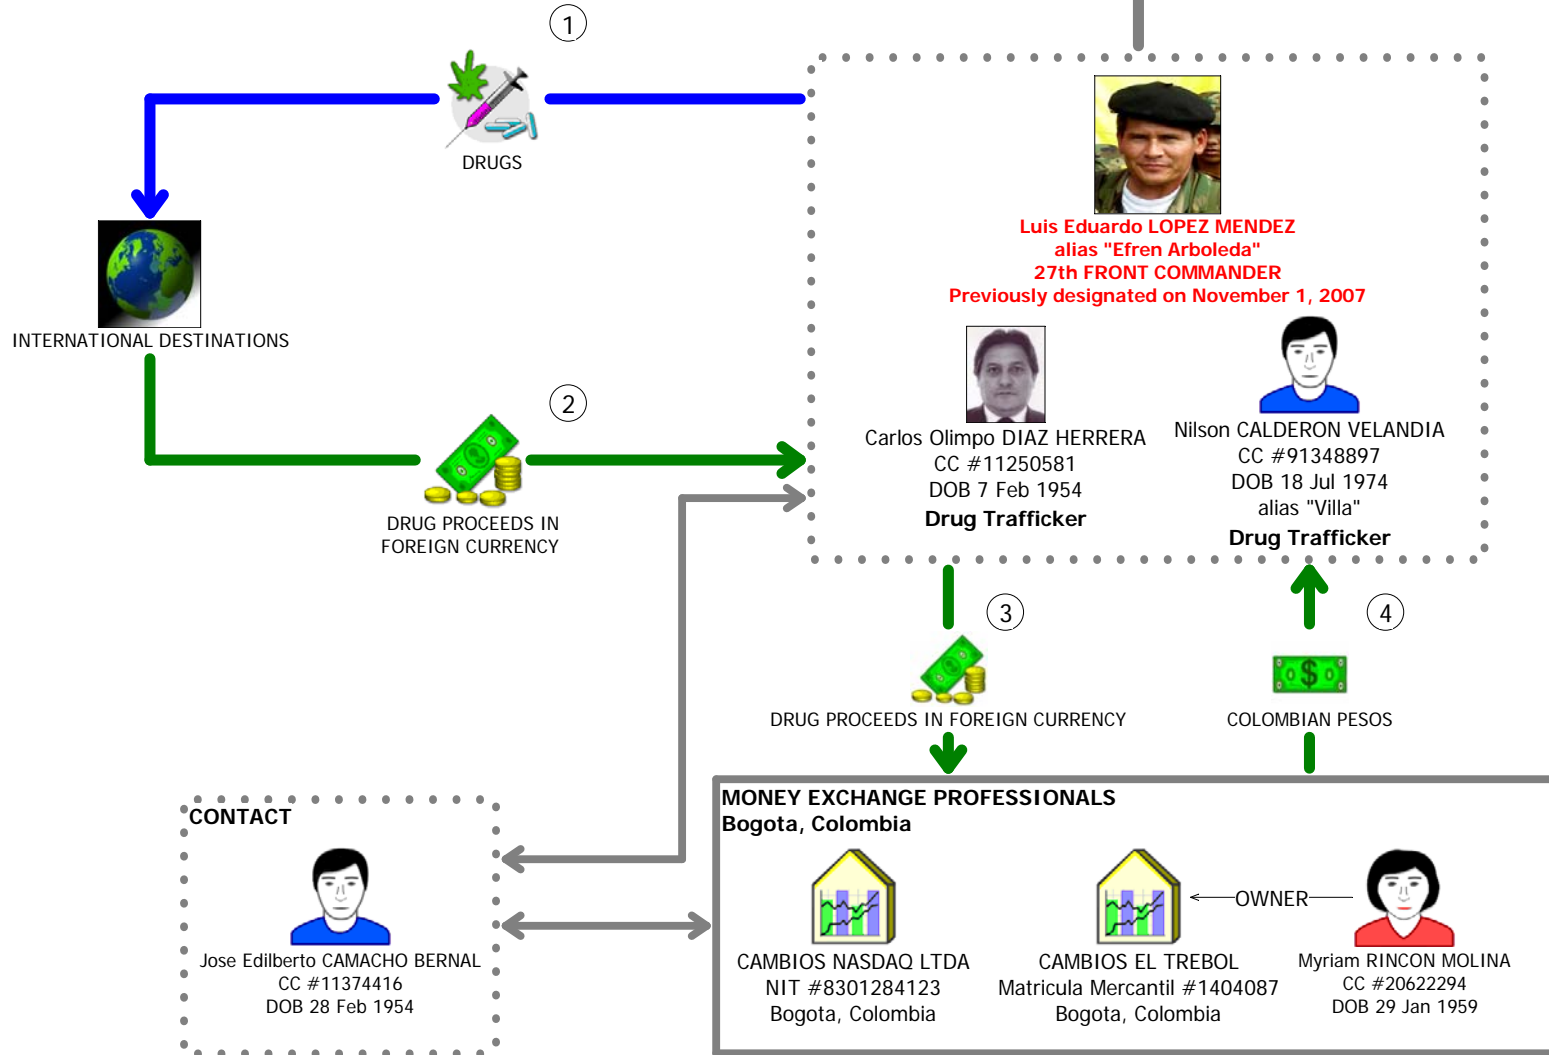 1
DRUGS
INTERNATIONAL DESTINATIONS
2
DRUG PROCEEDS IN
FOREIGN CURRENCY
Luis Eduardo LOPEZ MENDEZ
alias "Efren Arboleda"
27th FRONT COMMANDER
Previously designated on November 1, 2007
Carlos Olimpo DIAZ HERRERA
CC #11250581
DOB 7 Feb 1954
Drug Trafficker
Nilson CALDERON VELANDIA
CC #91348897
DOB 18 Jul 1974
alias "Villa"
Drug Trafficker
3
DRUG PROCEEDS IN FOREIGN CURRENCY
4
COLOMBIAN PESOS
CONTACT
Jose Edilberto CAMACHO BERNAL
CC #11374416
DOB 28 Feb 1954
MONEY EXCHANGE PROFESSIONALS
Bogota, Colombia
CAMBIOS NASDAQ LTDA
NIT #8301284123
Bogota, Colombia
CAMBIOS EL TREBOL
Matricula Mercantil #1404087
Bogota, Colombia
OWNER
Myriam RINCON MOLINA
CC #20622294
DOB 29 Jan 1959